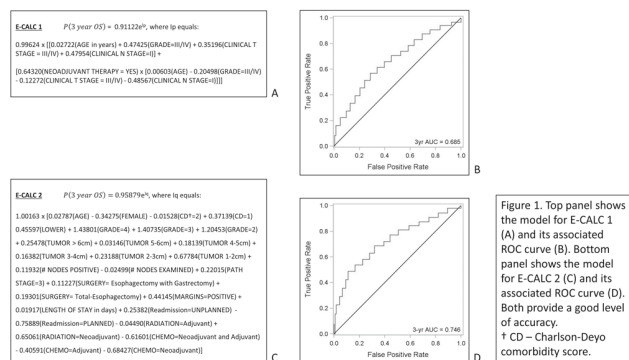 E-CALC 1 P(3 year OS) = 0.91122eˡᵖ, where lp equals:
0.99624 x [[0.02722(AGE in years) + 0.47425(GRADE=III/IV) + 0.35196(CLINICAL T
STAGE = III/IV) + 0.47954(CLINICAL N STAGE=I)] +
[0.64320(NEOADJUVANT THERAPY = YES) x [0.00603(AGE) - 0.20498(GRADE=III/IV)
- 0.12272(CLINICAL T STAGE = III/IV) - 0.48567(CLINICAL N STAGE=I)]]]
A
True Positive Rate
1.0
0.8
0.6
0.4
0.2
0.0
3yr AUC = 0.685
0.0 0.2 0.4 0.6 0.8 1.0
False Positive Rate
B
E-CALC 2 P(3 year OS) = 0.95879eˡᵠ, where lq equals:
1.00163 x [0.02787(AGE) - 0.34275(FEMALE) - 0.01528(CD†=2) + 0.37139(CD=1)
0.45597(LOWER) + 1.43801(GRADE=4) + 1.40735(GRADE=3) + 1.20453(GRADE=2)
+ 0.25478(TUMOR > 6cm) + 0.03146(TUMOR 5-6cm) + 0.18139(TUMOR 4-5cm) +
0.16382(TUMOR 3-4cm) + 0.23188(TUMOR 2-3cm) + 0.67784(TUMOR 1-2cm) +
0.11932(# NODES POSITIVE) - 0.02499(# NODES EXAMINED) + 0.22015(PATH
STAGE=3) + 0.11227(SURGERY= Esophagectomy with Gastrectomy) +
0.19301(SURGERY= Total-Esophagectomy) + 0.44145(MARGINS=POSITIVE) +
0.01917(LENGTH OF STAY in days) + 0.25382(Readmission=UNPLANNED) -
0.75889(Readmission=PLANNED) - 0.04490(RADIATION=Adjuvant) +
0.65061(RADIATION=Neoadjuvant) - 0.61601(CHEMO=Neoadjuvant and Adjuvant)
- 0.40591(CHEMO=Adjuvant) - 0.68427(CHEMO=Neoadjuvant)]
C
True Positive Rate
1.0
0.8
0.6
0.4
0.2
0.0
3-yr AUC = 0.746
0.0 0.2 0.4 0.6 0.8 1.0
False Positive Rate
D
Figure 1. Top panel shows
the model for E-CALC 1
(A) and its associated
ROC curve (B). Bottom
panel shows the model
for E-CALC 2 (C) and its
associated ROC curve (D).
Both provide a good level
of accuracy.
† CD – Charlson-Deyo
comorbidity score.